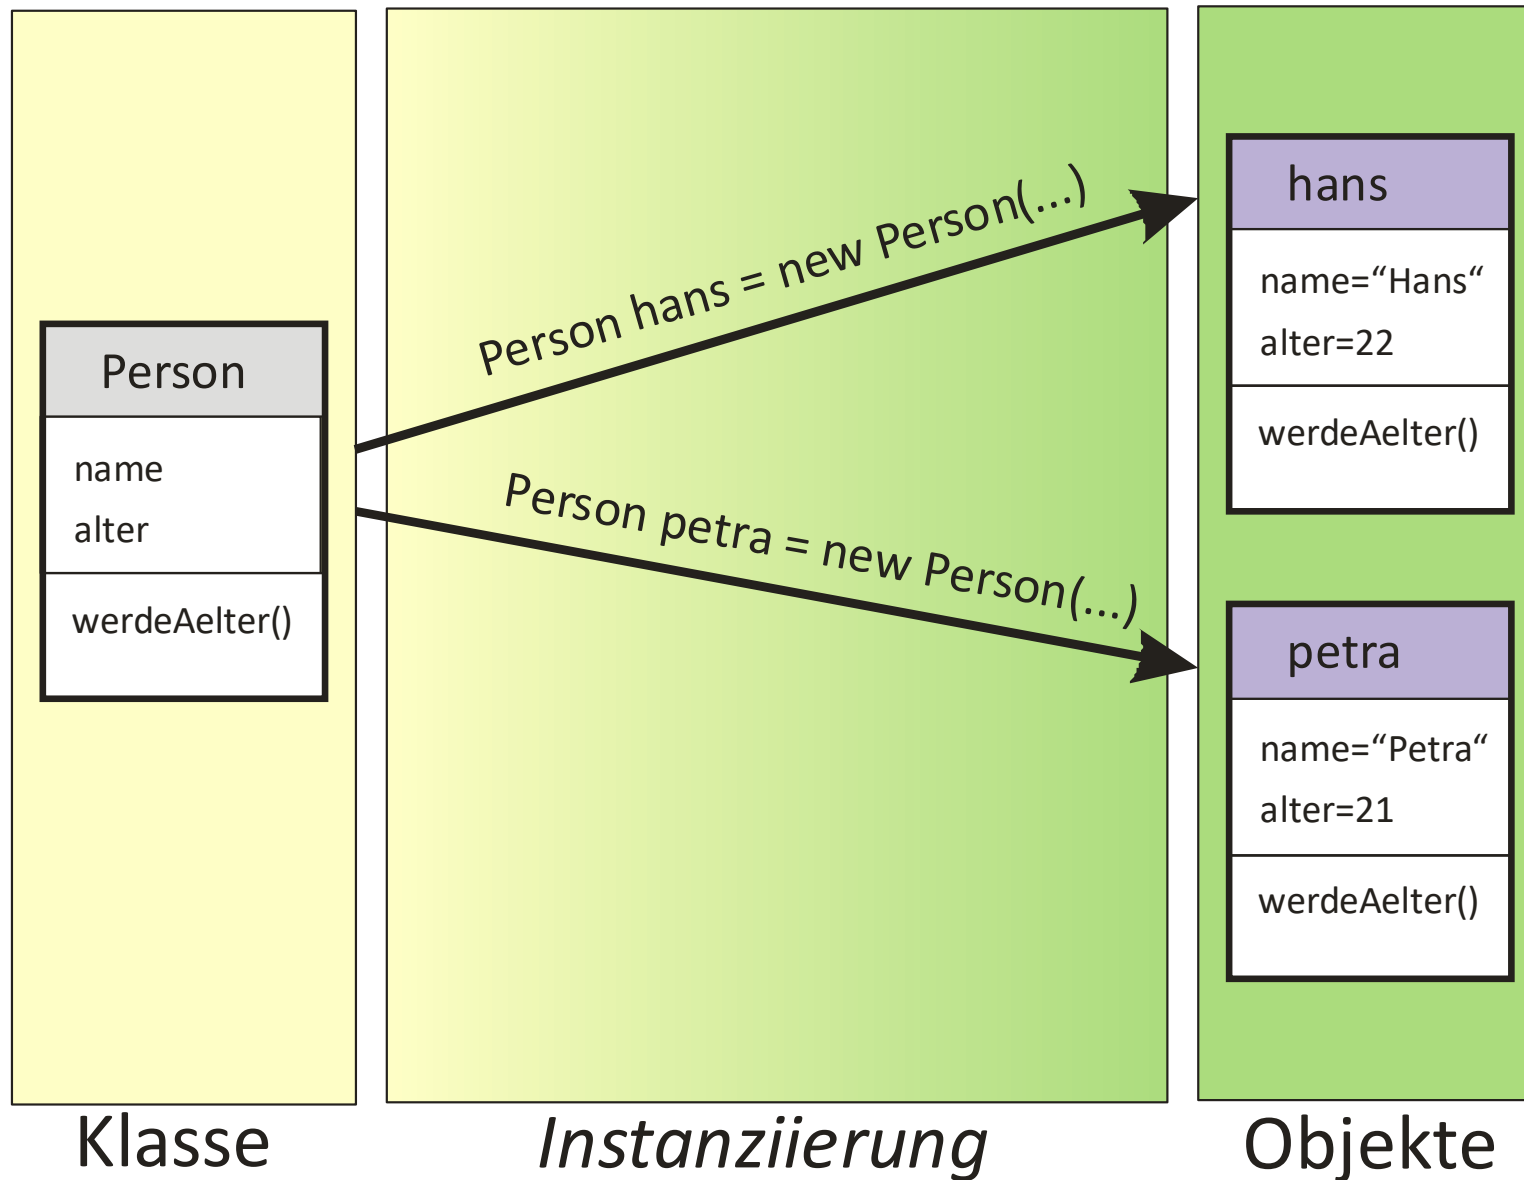 Person
name
alter
werdeAelter()
Person hans = new Person(...)
Person petra = new Person(...)
hans
name=“Hans“
alter=22
werdeAelter()
petra
name=“Petra“
alter=21
werdeAelter()
Klasse
Instanziierung
Objekte